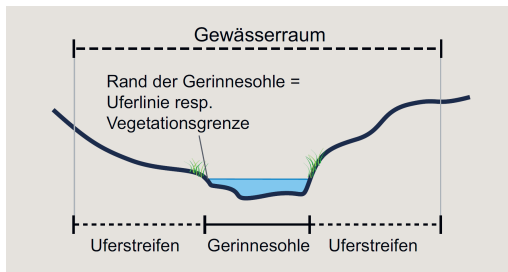 Gewässerraum
Rand der Gerinnesohle =
Uferlinie resp.
Vegetationsgrenze
Uferstreifen Gerinnesohle Uferstreifen